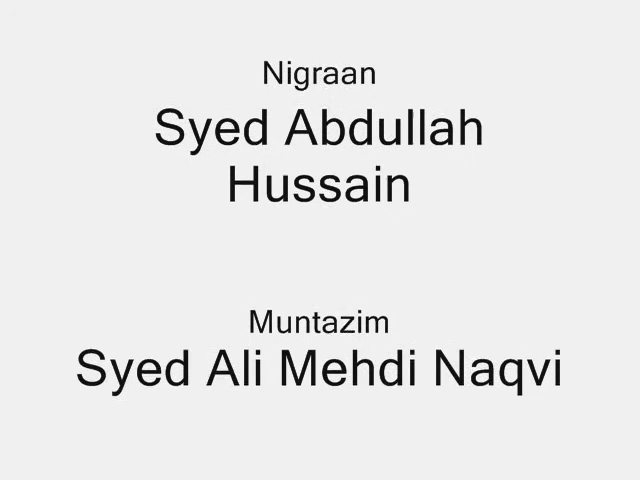 Nigraan
Syed Abdullah
Hussain
Muntazim
Syed Ali Mehdi Naqvi